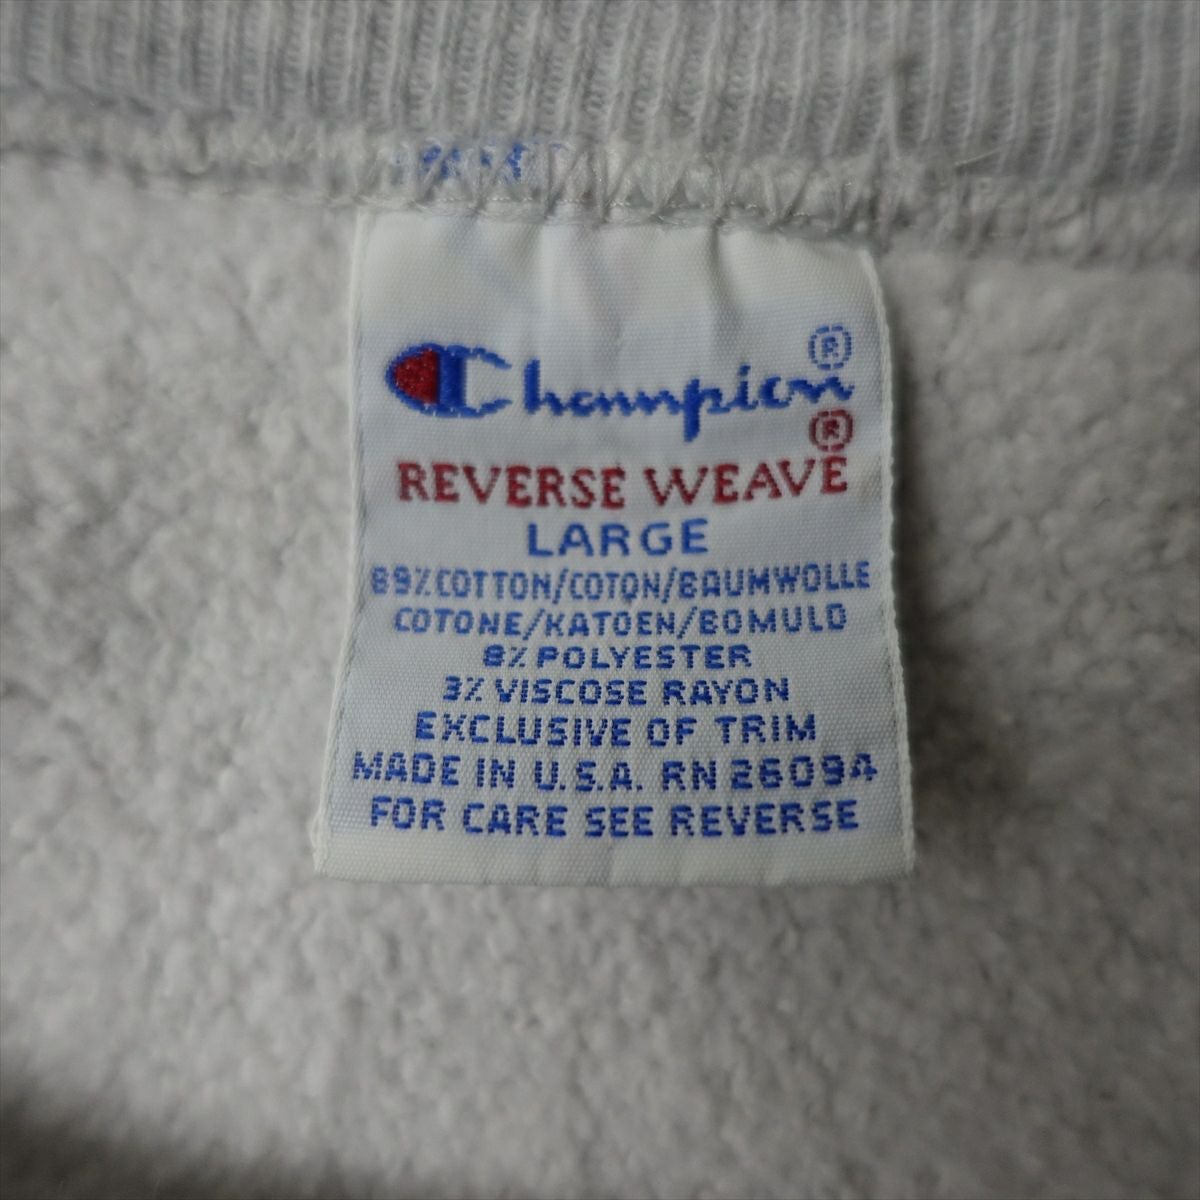 Champion®
REVERSE WEAVE®
LARGE
89% COTTON/COTON/BAUMWOLLE
COTONE/KATOEN/BOMULD
8% POLYESTER
3% VISCOSE RAYON
EXCLUSIVE OF TRIM
MADE IN U.S.A. RN 26094
FOR CARE SEE REVERSE